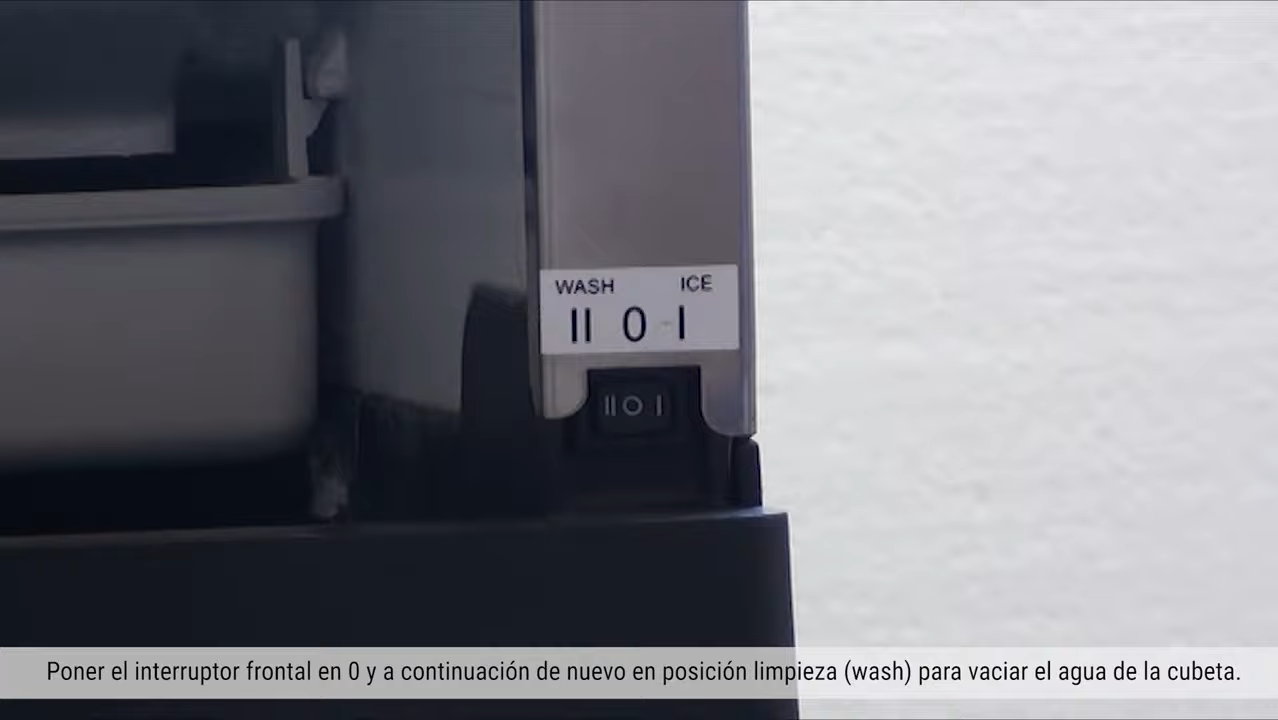 WASH ICE
II 0 I
II O I
Poner el interruptor frontal en 0 y a continuación de nuevo en posición limpieza (wash) para vaciar el agua de la cubeta.